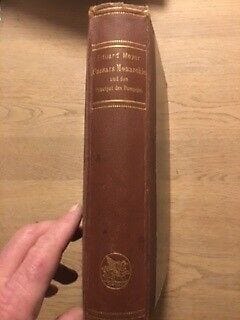 Eduard Meyer
Caesars Monarchie
und das
Principat des Pompejus